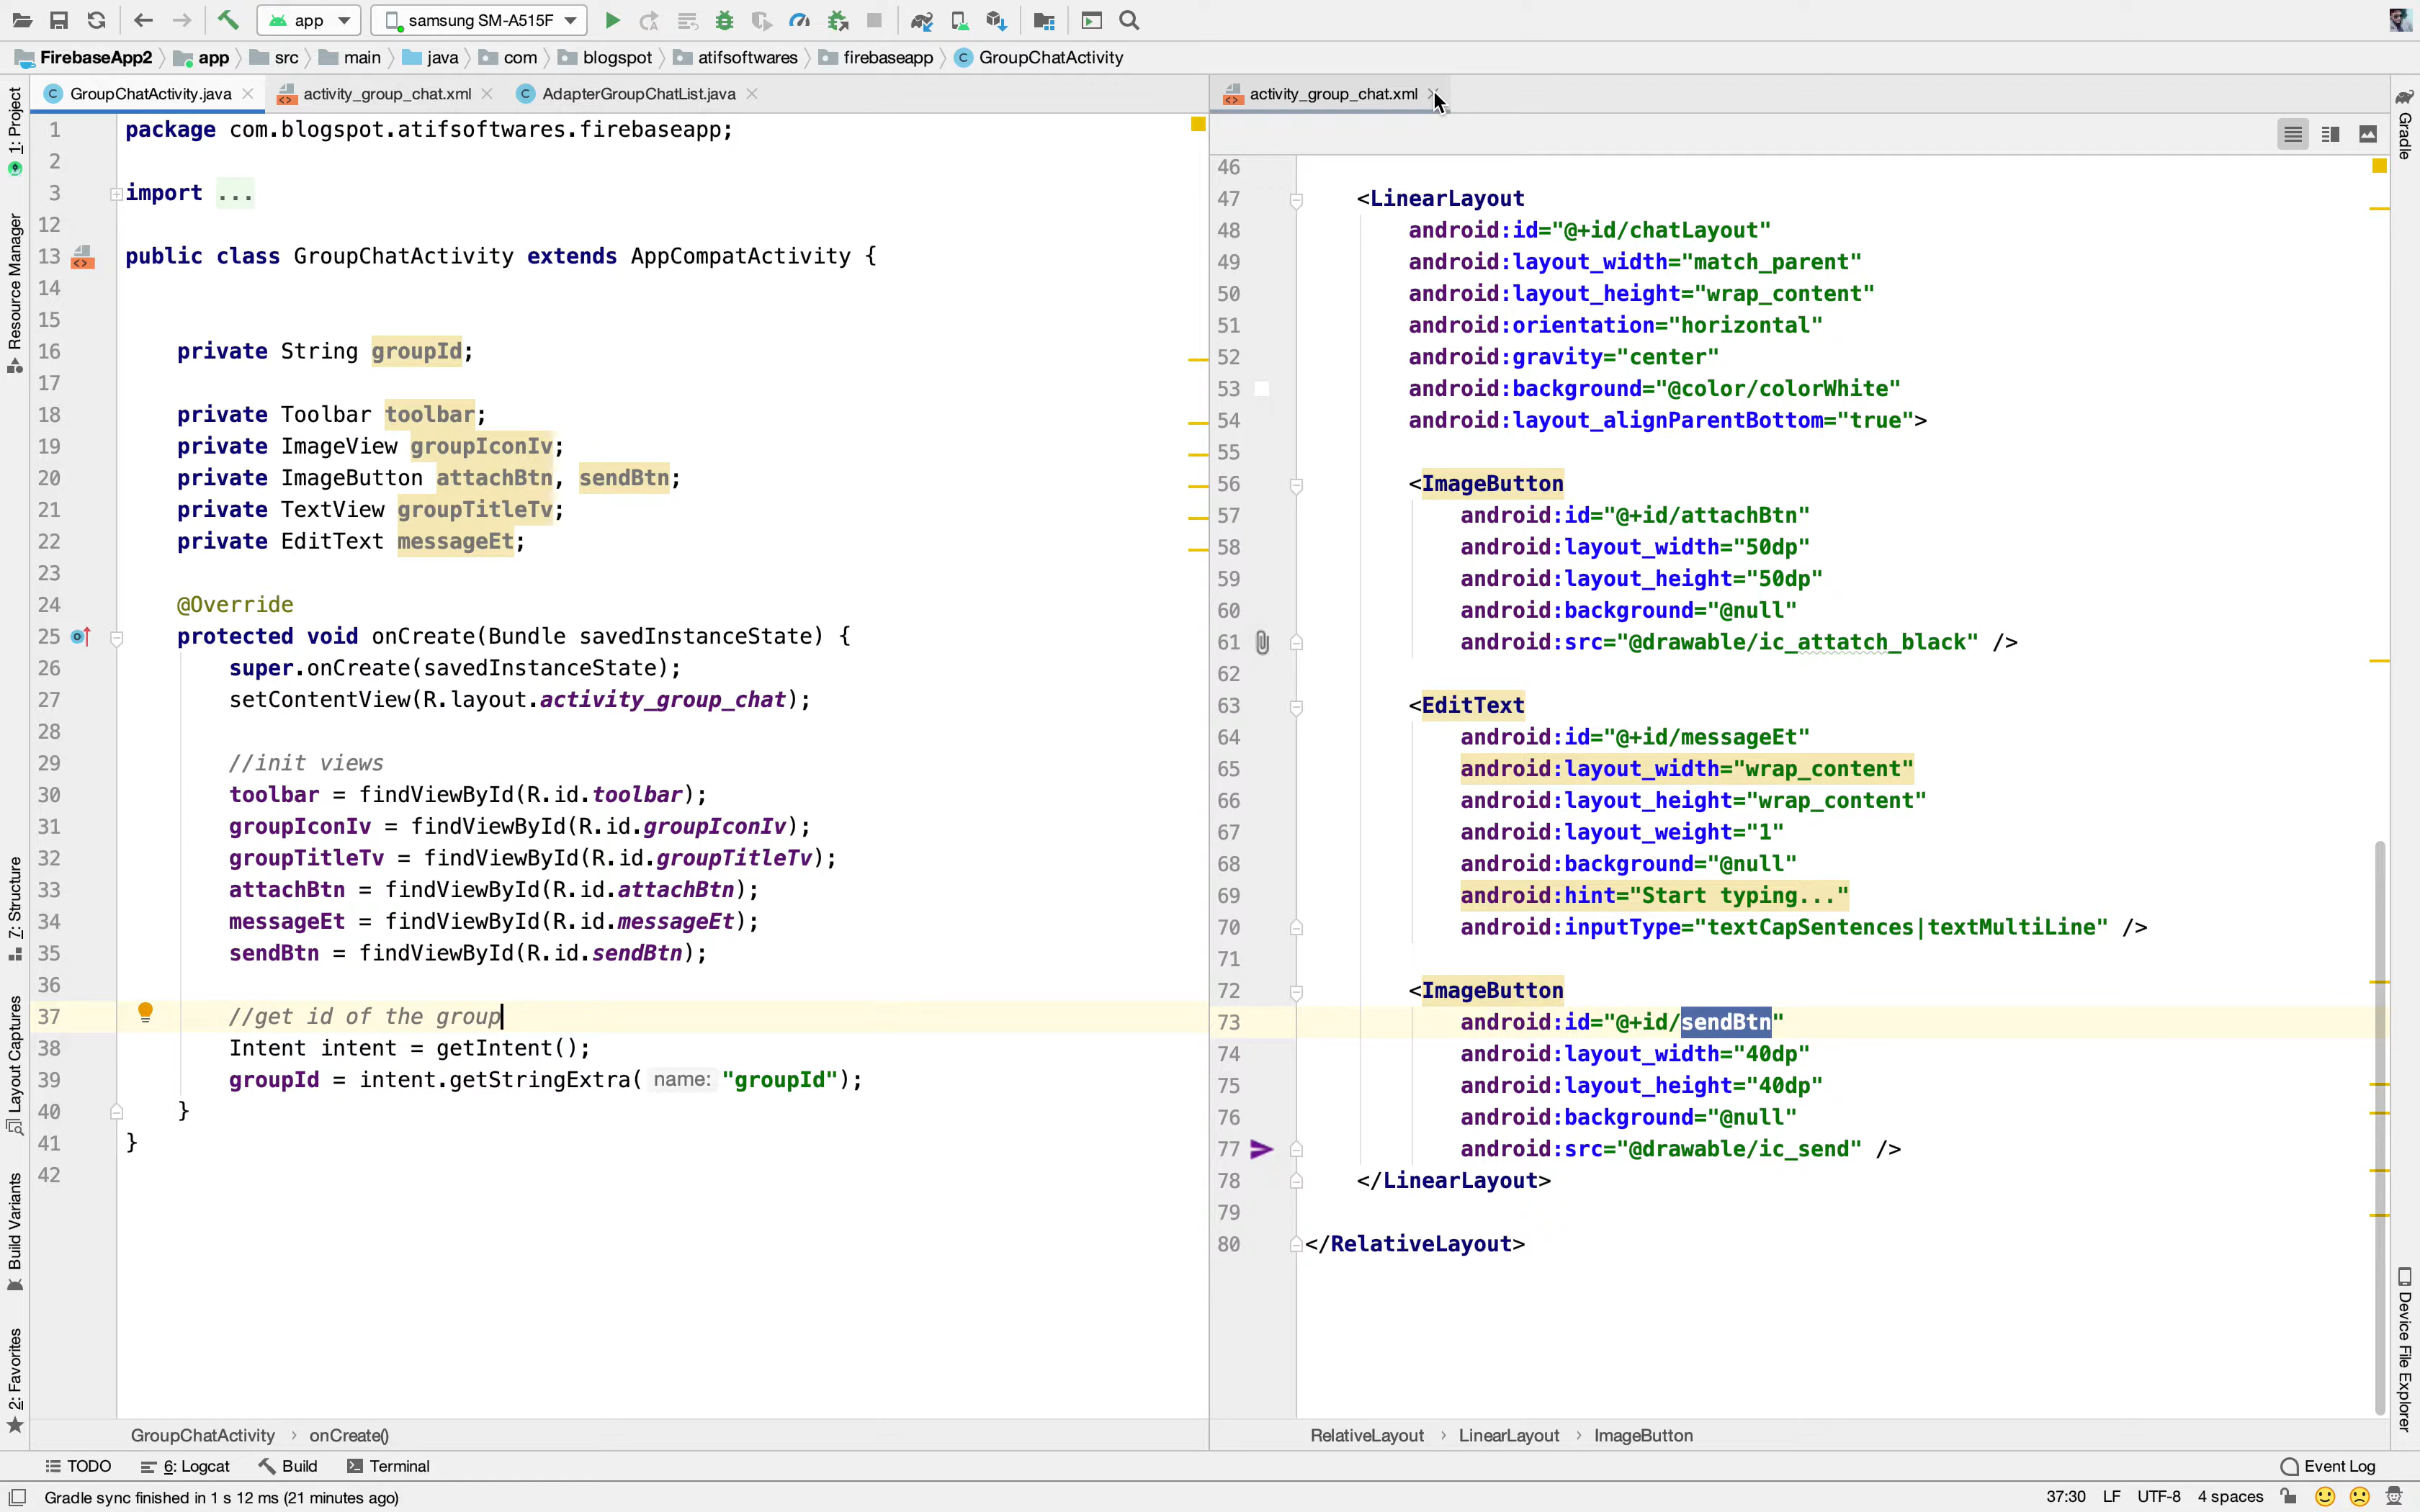 app
samsung SM-A515F
FirebaseApp2
app
src
main
java
com
blogspot
atifsoftwares
firebaseapp
GroupChatActivity
GroupChatActivity.java
activity_group_chat.xml
AdapterGroupChatList.java
activity_group_chat.xml
1: Project
Resource Manager
7: Structure
Layout Captures
Build Variants
2: Favorites
1 package com.blogspot.atifsoftwares.firebaseapp;
2
3 import ...
12
13 public class GroupChatActivity extends AppCompatActivity {
14
15
16 private String groupId;
17
18 private Toolbar toolbar;
19 private ImageView groupIconIv;
20 private ImageButton attachBtn, sendBtn;
21 private TextView groupTitleTv;
22 private EditText messageEt;
23
24 @Override
25 protected void onCreate(Bundle savedInstanceState) {
26 super.onCreate(savedInstanceState);
27 setContentView(R.layout.activity_group_chat);
28
29 //init views
30 toolbar = findViewById(R.id.toolbar);
31 groupIconIv = findViewById(R.id.groupIconIv);
32 groupTitleTv = findViewById(R.id.groupTitleTv);
33 attachBtn = findViewById(R.id.attachBtn);
34 messageEt = findViewById(R.id.messageEt);
35 sendBtn = findViewById(R.id.sendBtn);
36
37 //get id of the group
38 Intent intent = getIntent();
39 groupId = intent.getStringExtra( name: "groupId");
40 }
41 }
42
46
47 <LinearLayout
48 android:id="@+id/chatLayout"
49 android:layout_width="match_parent"
50 android:layout_height="wrap_content"
51 android:orientation="horizontal"
52 android:gravity="center"
53 android:background="@color/colorWhite"
54 android:layout_alignParentBottom="true">
55
56 <ImageButton
57 android:id="@+id/attachBtn"
58 android:layout_width="50dp"
59 android:layout_height="50dp"
60 android:background="@null"
61 android:src="@drawable/ic_attatch_black" />
62
63 <EditText
64 android:id="@+id/messageEt"
65 android:layout_width="wrap_content"
66 android:layout_height="wrap_content"
67 android:layout_weight="1"
68 android:background="@null"
69 android:hint="Start typing..."
70 android:inputType="textCapSentences|textMultiLine" />
71
72 <ImageButton
73 android:id="@+id/sendBtn"
74 android:layout_width="40dp"
75 android:layout_height="40dp"
76 android:background="@null"
77 android:src="@drawable/ic_send" />
78 </LinearLayout>
79
80 </RelativeLayout>
Gradle
Device File Explorer
GroupChatActivity › onCreate()
RelativeLayout › LinearLayout › ImageButton
TODO
6: Logcat
Build
Terminal
Event Log
Gradle sync finished in 1 s 12 ms (21 minutes ago)
37:30 LF UTF-8 4 spaces